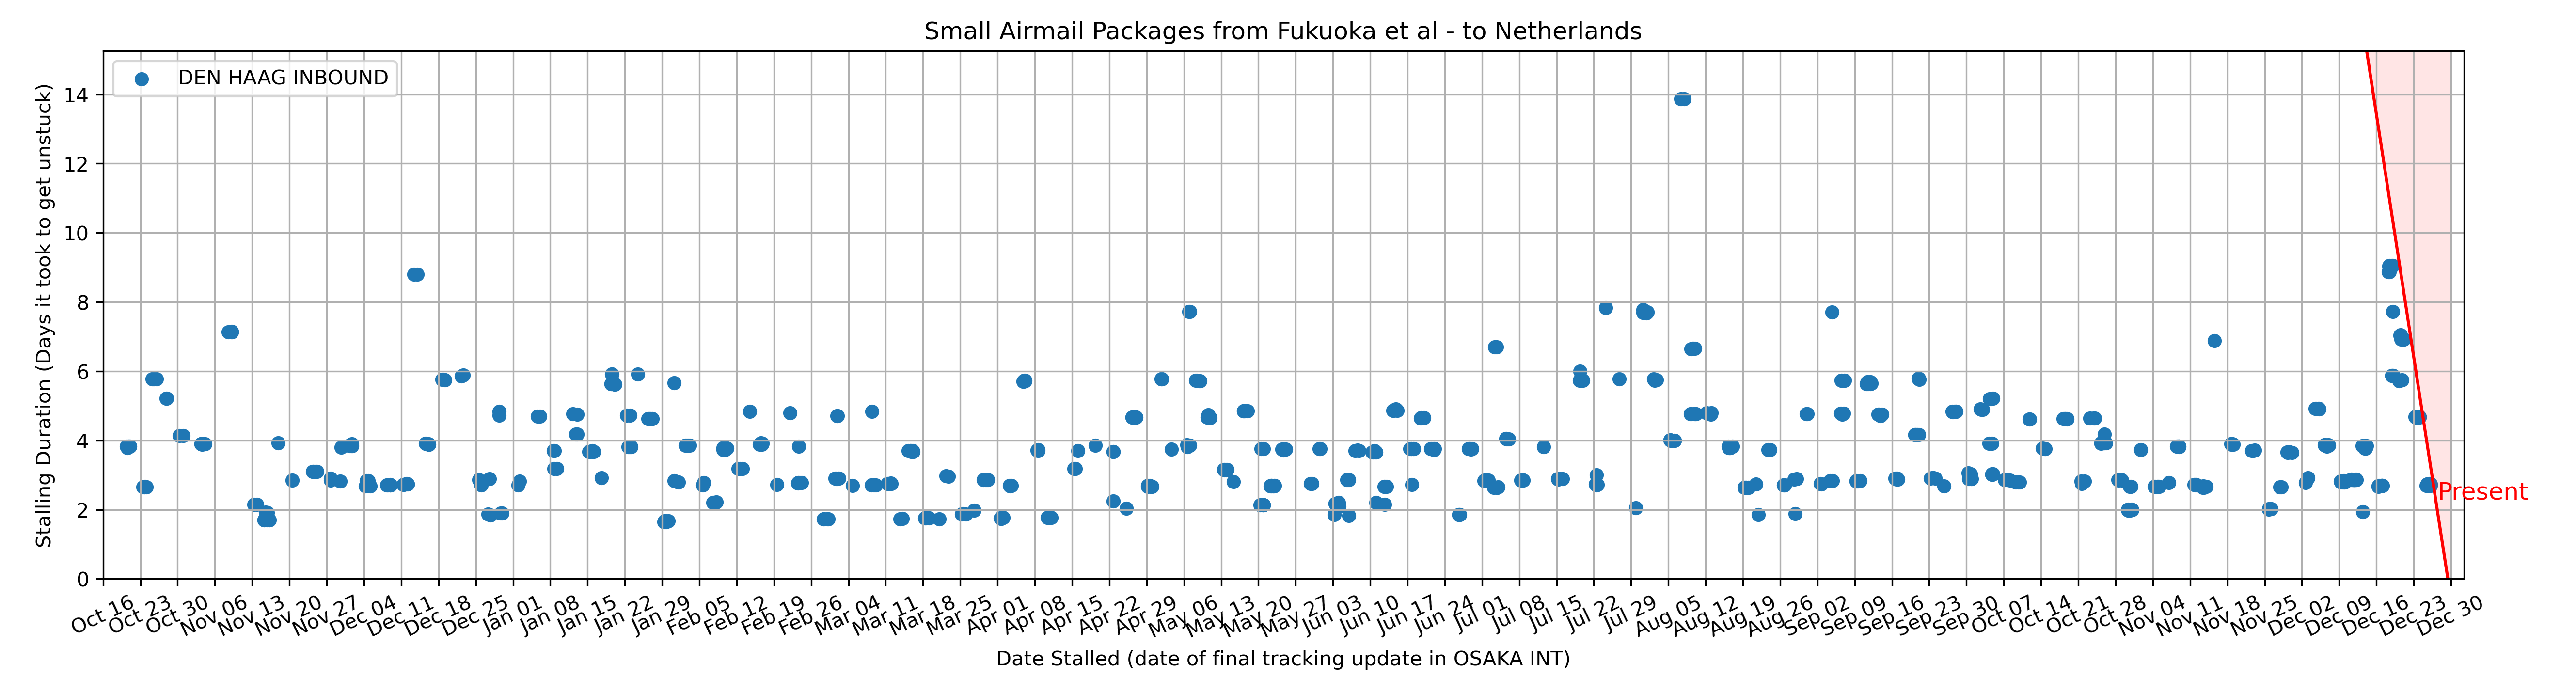 Small Airmail Packages from Fukuoka et al - to Netherlands
DEN HAAG INBOUND
Stalling Duration (Days it took to get unstuck)
14
12
10
8
6
4
2
0
Present
Oct 16
Oct 23
Oct 30
Nov 06
Nov 13
Nov 20
Nov 27
Dec 04
Dec 11
Dec 18
Dec 25
Jan 01
Jan 08
Jan 15
Jan 22
Jan 29
Feb 05
Feb 12
Feb 19
Feb 26
Mar 04
Mar 11
Mar 18
Mar 25
Apr 01
Apr 08
Apr 15
Apr 22
Apr 29
May 06
May 13
May 20
May 27
Jun 03
Jun 10
Jun 17
Jun 24
Jul 01
Jul 08
Jul 15
Jul 22
Jul 29
Aug 05
Aug 12
Aug 19
Aug 26
Sep 02
Sep 09
Sep 16
Sep 23
Sep 30
Oct 07
Oct 14
Oct 21
Oct 28
Nov 04
Nov 11
Nov 18
Nov 25
Dec 02
Dec 09
Dec 16
Dec 23
Dec 30
Date Stalled (date of final tracking update in OSAKA INT)